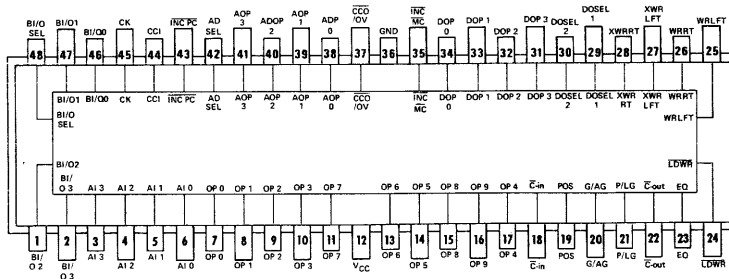 BI/O SEL
BI/O1
BI/O0
CK
CCI
INC PC
AD SEL
AOP 3
ADOP 2
AOP 1
ADP 0
CCO /OV
GND
INC MC
DOP 0
DOP 1
DOP 2
DOP 3
DOSEL 2
DOSEL 1
XWRRT
XWR LFT
WRRT
WRLFT
48 47 46 45 44 43 42 41 40 39 38 37 36 35 34 33 32 31 30 29 28 27 26 25
BI/O1
BI/O0
CK
CCI
INC PC
AD SEL
AOP 3
AOP 2
AOP 1
AOP 0
CCO /OV
INC MC
DOP 0
DOP 1
DOP 2
DOP 3
DOSEL 2
DOSEL 1
XWR RT
XWR LFT
WRRT
BI/O SEL
WRLFT
BI/O2
LDWR
BI/ O 3
AI 3
AI 2
AI 1
AI 0
OP 0
OP 1
OP 2
OP 3
OP 7
OP 6
OP 5
OP 8
OP 9
OP 4
C-in
POS
G/AG
P/LG
C-out
EQ
1 2 3 4 5 6 7 8 9 10 11 12 13 14 15 16 17 18 19 20 21 22 23 24
BI/ O 2
BI/ O 3
AI 3
AI 2
AI 1
AI 0
OP 0
OP 1
OP 2
OP 3
OP 7
VCC
OP 6
OP 5
OP 8
OP 9
OP 4
C-in
POS
G/AG
P/LG
C-out
EQ
LDWR